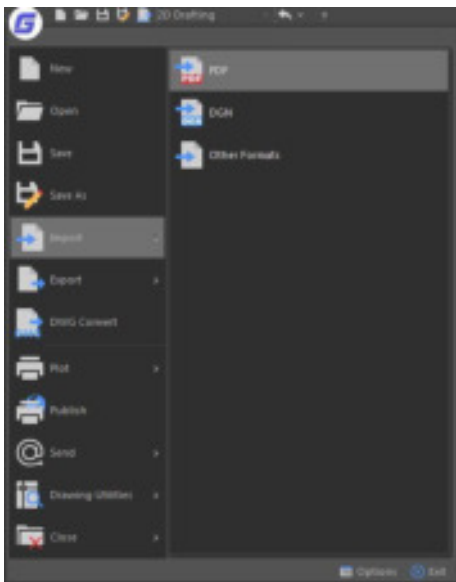 2D Drafting
New
Open
Save
Save As
Import
Export
DWG Convert
Plot
Publish
Send
Drawing Utilities
Close
PDF
DGN
Other Formats
Options
Exit